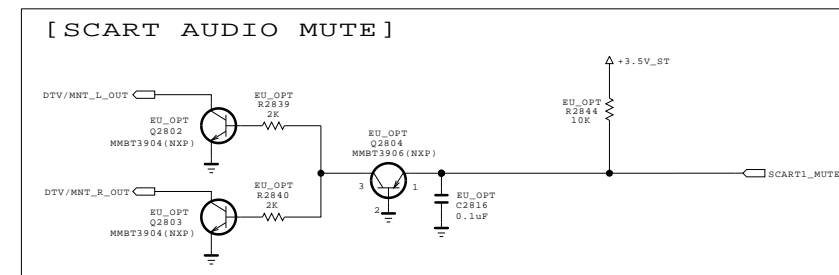 [SCART AUDIO MUTE]
+3.5V_ST
DTV/MNT_L_OUT
EU_OPT
R2839
2K
EU_OPT
Q2802
MMBT3904(NXP)
EU_OPT
R2844
10K
EU_OPT
Q2804
MMBT3906(NXP)
3
1
2
SCART1_MUTE
DTV/MNT_R_OUT
EU_OPT
R2840
2K
EU_OPT
C2816
0.1uF
EU_OPT
Q2803
MMBT3904(NXP)